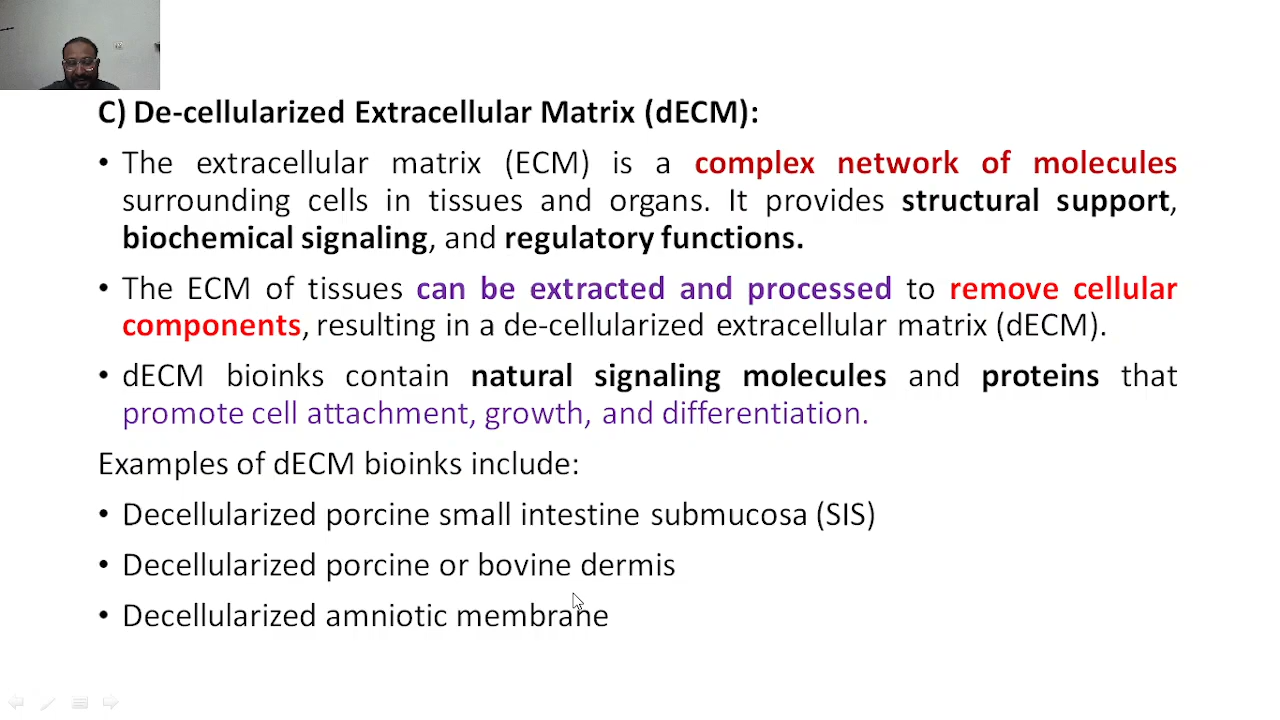 C) De-cellularized Extracellular Matrix (dECM):
• The extracellular matrix (ECM) is a complex network of molecules
surrounding cells in tissues and organs. It provides structural support,
biochemical signaling, and regulatory functions.
• The ECM of tissues can be extracted and processed to remove cellular
components, resulting in a de-cellularized extracellular matrix (dECM).
• dECM bioinks contain natural signaling molecules and proteins that
promote cell attachment, growth, and differentiation.
Examples of dECM bioinks include:
• Decellularized porcine small intestine submucosa (SIS)
• Decellularized porcine or bovine dermis
• Decellularized amniotic membrane